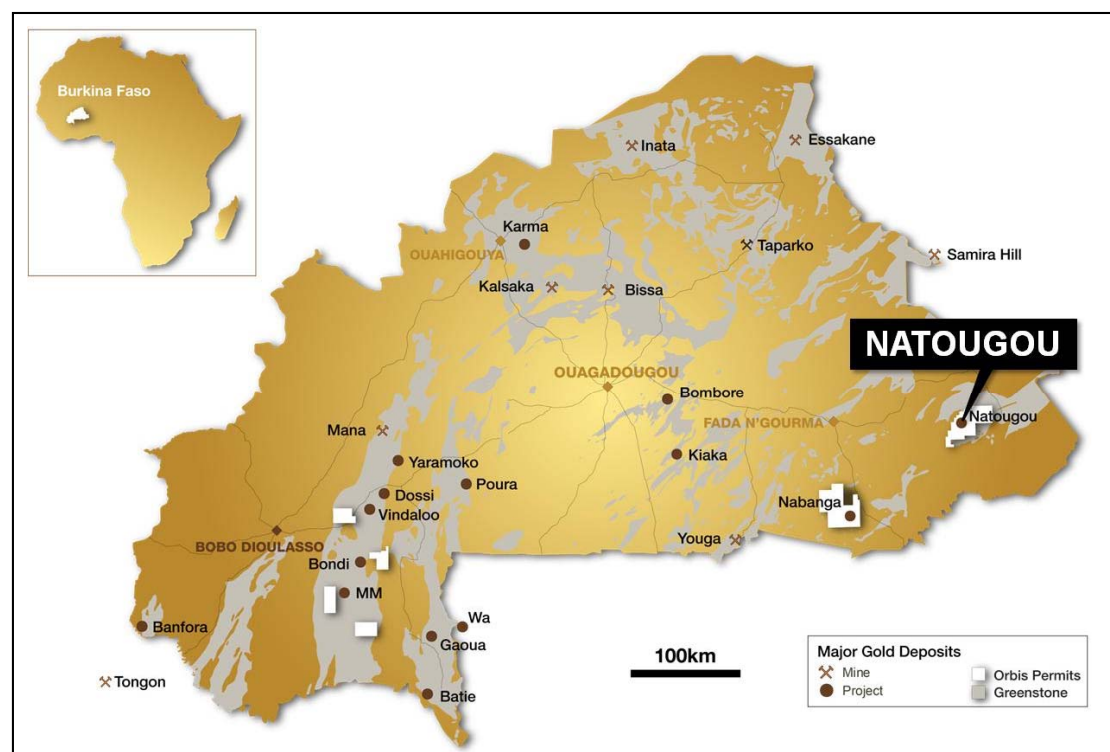 Burkina Faso
Inata
Essakane
Karma
OUAHIGOUYA
Taparko
Samira Hill
Kalsaka
Bissa
NATOUGOU
OUAGADOUGOU
Bombore
Natougou
FADA N'GOURMA
Mana
Yaramoko
Kiaka
Poura
Dossi
Vindaloo
Nabanga
BOBO DIOULASSO
Youga
Bondi
MM
Banfora
Wa
Gaoua
100km
Tongon
Batie
Major Gold Deposits
Mine
Project
Orbis Permits
Greenstone